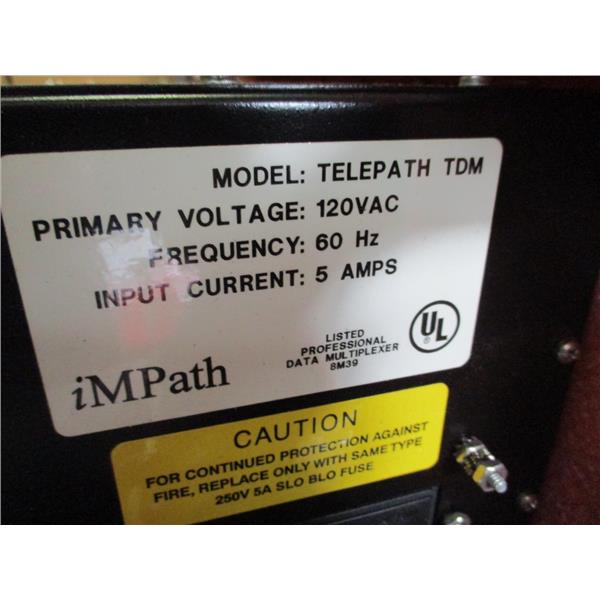 MODEL: TELEPATH TDM
PRIMARY VOLTAGE: 120VAC
FREQUENCY: 60 Hz
INPUT CURRENT: 5 AMPS
UL
LISTED
PROFESSIONAL
DATA MULTIPLEXER
8M39
iMPath
CAUTION
FOR CONTINUED PROTECTION AGAINST
FIRE, REPLACE ONLY WITH SAME TYPE
250V 5A SLO BLO FUSE